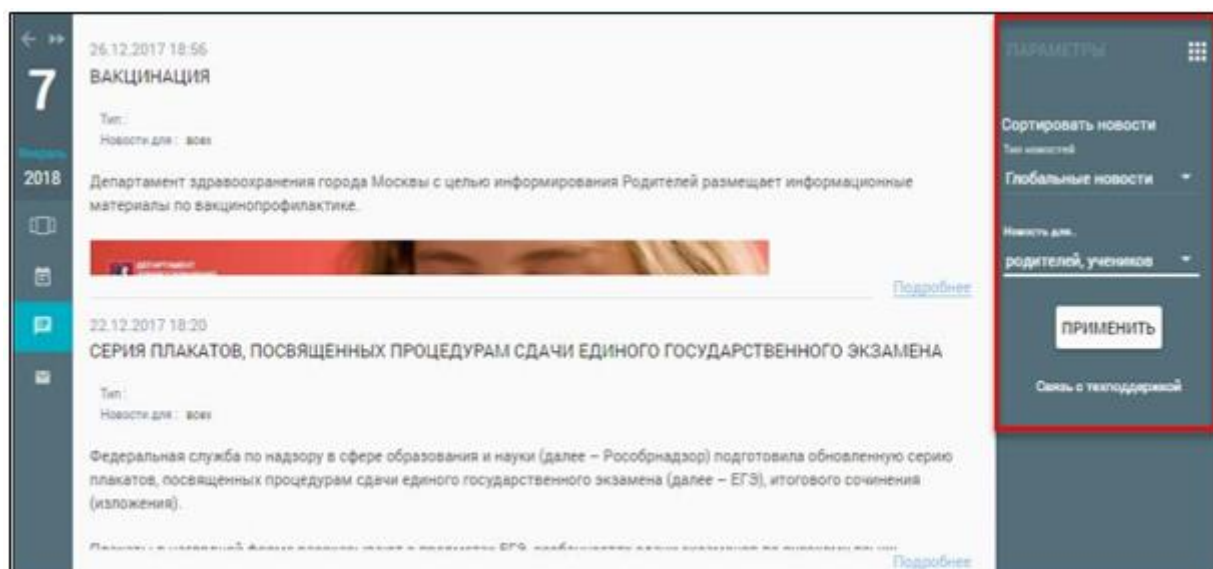 7
Февраль
2018
26.12.2017 18:56
ВАКЦИНАЦИЯ
Тип:
Новости для: всех
Департамент здравоохранения города Москвы с целью информирования Родителей размещает информационные
материалы по вакцинопрофилактике.
ДЕПАРТАМЕНТ
Подробнее
22.12.2017 18:20
СЕРИЯ ПЛАКАТОВ, ПОСВЯЩЕННЫХ ПРОЦЕДУРАМ СДАЧИ ЕДИНОГО ГОСУДАРСТВЕННОГО ЭКЗАМЕНА
Тип:
Новости для: всех
Федеральная служба по надзору в сфере образования и науки (далее – Рособрнадзор) подготовила обновленную серию
плакатов, посвященных процедурам сдачи единого государственного экзамена (далее – ЕГЭ), итогового сочинения
(изложения).
Подробнее
ПАРАМЕТРЫ
Сортировать новости
Тип новостей
Глобальные новости
Новость для..
родителей, учеников
ПРИМЕНИТЬ
Связь с техподдержкой